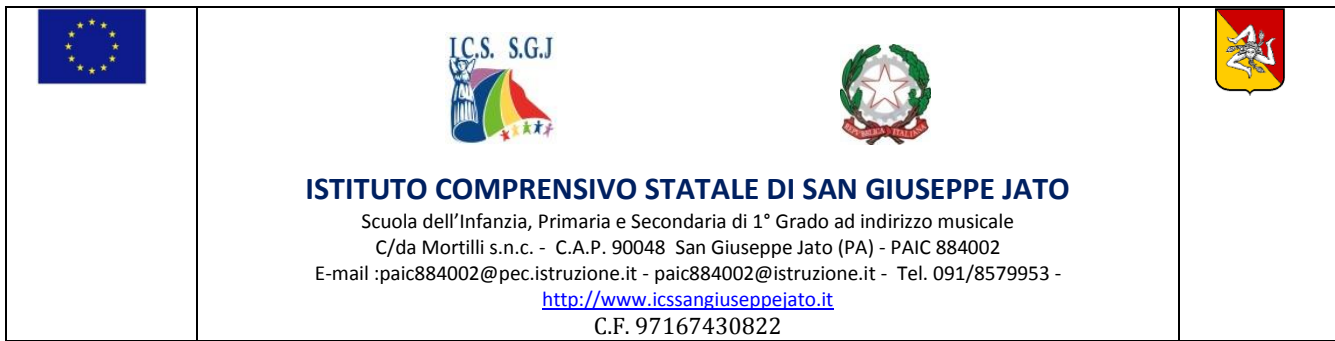 I.C.S. S.G.J
REPVBBLICA ITALIANA
ISTITUTO COMPRENSIVO STATALE DI SAN GIUSEPPE JATO
Scuola dell’Infanzia, Primaria e Secondaria di 1° Grado ad indirizzo musicale
C/da Mortilli s.n.c. - C.A.P. 90048 San Giuseppe Jato (PA) - PAIC 884002
E-mail :paic884002@pec.istruzione.it - paic884002@istruzione.it - Tel. 091/8579953 -
http://www.icssangiuseppejato.it
C.F. 97167430822